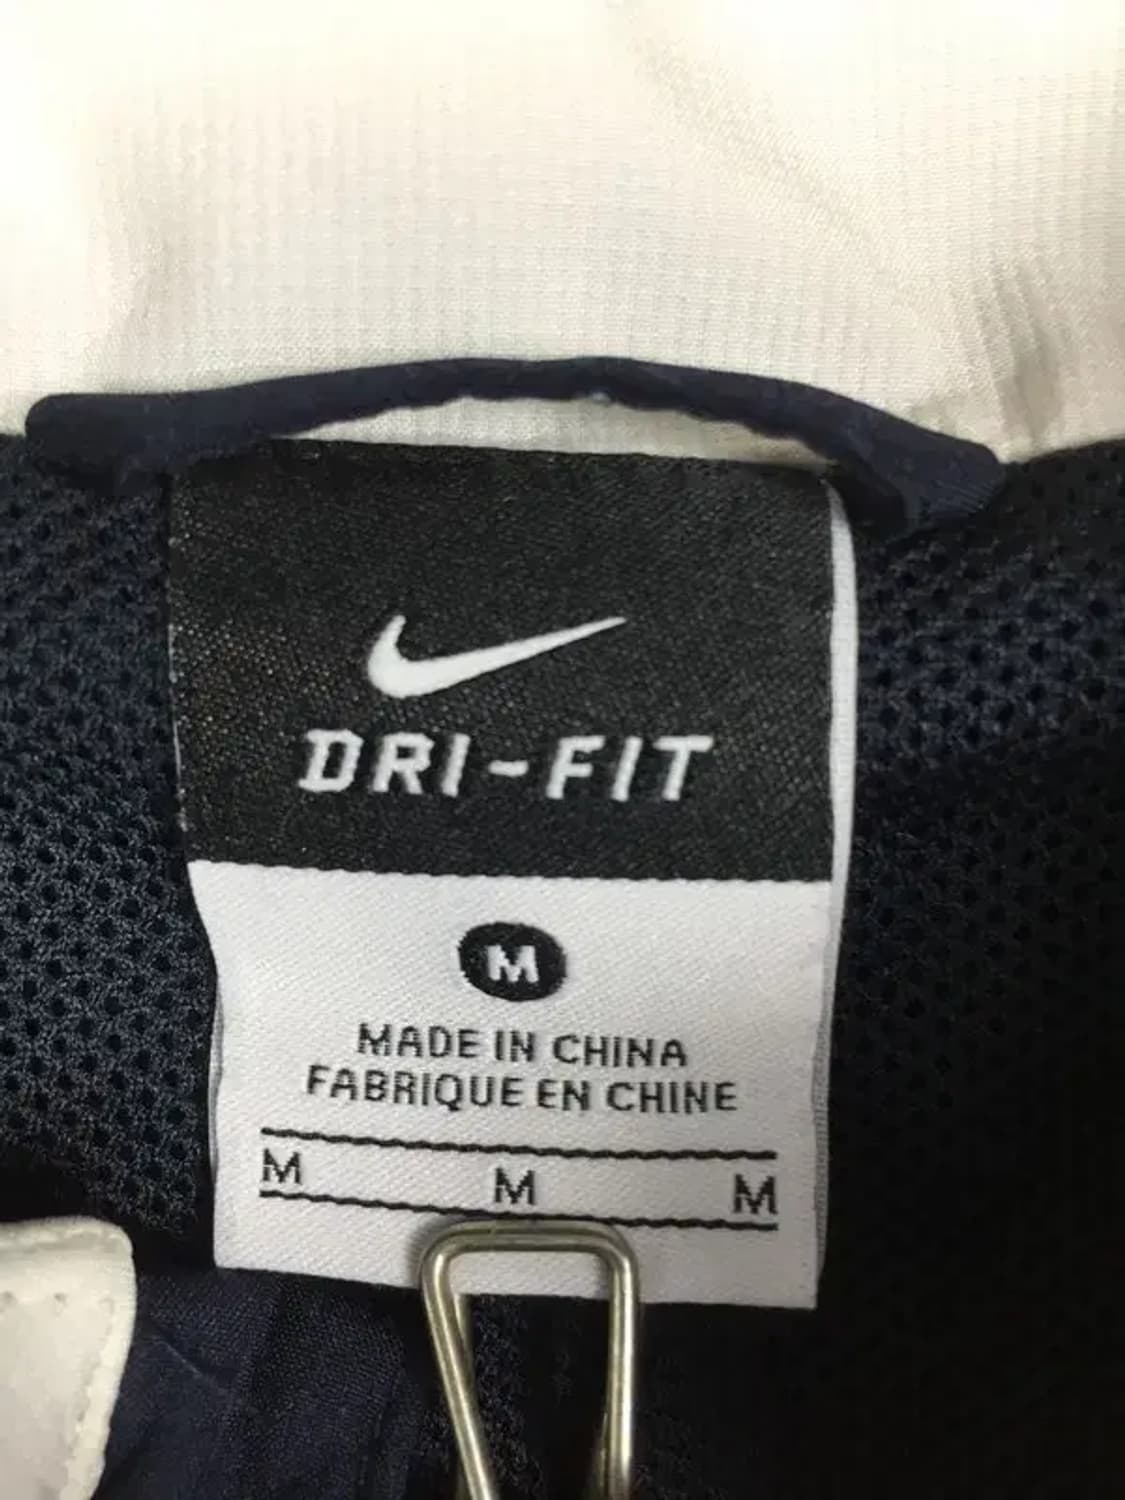 DRI-FIT
M
MADE IN CHINA
FABRIQUE EN CHINE
M M M